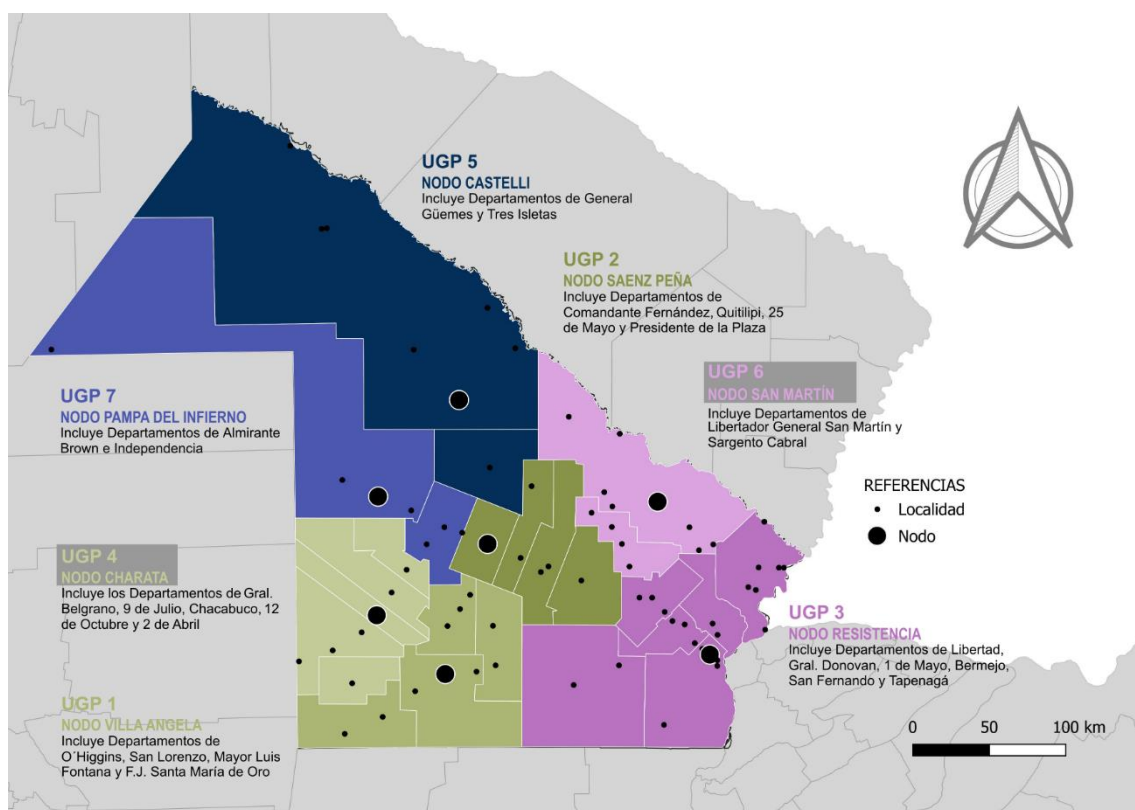 UGP 5
NODO CASTELLI
Incluye Departamentos de General
Güemes y Tres Isletas
UGP 2
NODO SAENZ PEÑA
Incluye Departamentos de
Comandante Fernández, Quitilipi, 25
de Mayo y Presidente de la Plaza
UGP 7
NODO PAMPA DEL INFIERNO
Incluye Departamentos de Almirante
Brown e Independencia
UGP 6
NODO SAN MARTÍN
Incluye Departamentos de
Libertador General San Martín y
Sargento Cabral
REFERENCIAS
Localidad
Nodo
UGP 4
NODO CHARATA
Incluye los Departamentos de Gral.
Belgrano, 9 de Julio, Chacabuco, 12
de Octubre y 2 de Abril
UGP 3
NODO RESISTENCIA
Incluye Departamentos de Libertad,
Gral. Donovan, 1 de Mayo, Bermejo,
San Fernando y Tapenagá
UGP 1
NODO VILLA ANGELA
Incluye Departamentos de
O´Higgins, San Lorenzo, Mayor Luis
Fontana y F.J. Santa María de Oro
0 50 100 km